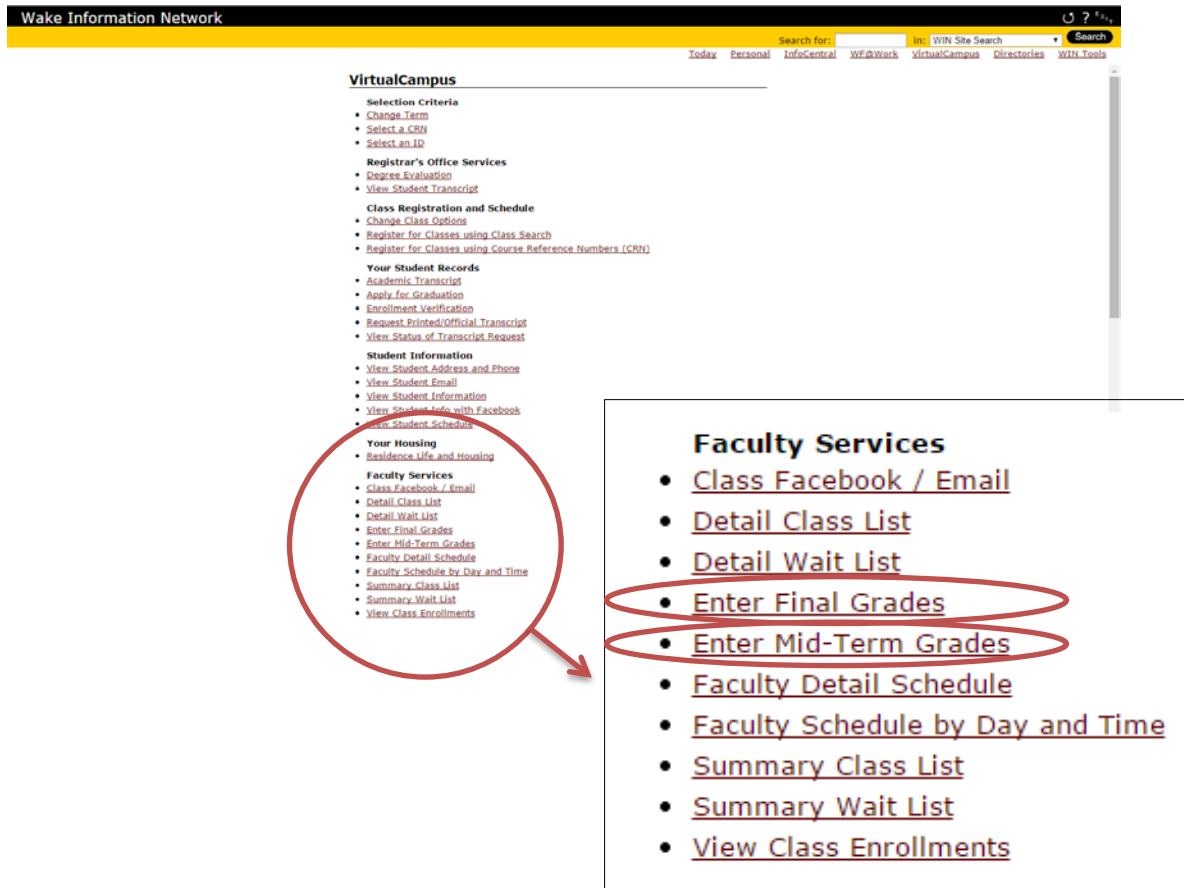 Wake Information Network
? EXIT
Search for: in: WIN Site Search Search
Today Personal InfoCentral WF@Work VirtualCampus Directories WIN Tools
VirtualCampus
Selection Criteria
Change Term
Select a CRN
Select an ID
Registrar's Office Services
Degree Evaluation
View Student Transcript
Class Registration and Schedule
Change Class Options
Register for Classes using Class Search
Register for Classes using Course Reference Numbers (CRN)
Your Student Records
Academic Transcript
Apply for Graduation
Enrollment Verification
Request Printed/Official Transcript
View Status of Transcript Request
Student Information
View Student Address and Phone
View Student Email
View Student Information
View Student Info with Facebook
View Student Schedule
Your Housing
Residence Life and Housing
Faculty Services
Class Facebook / Email
Detail Class List
Detail Wait List
Enter Final Grades
Enter Mid-Term Grades
Faculty Detail Schedule
Faculty Schedule by Day and Time
Summary Class List
Summary Wait List
View Class Enrollments
Faculty Services
Class Facebook / Email
Detail Class List
Detail Wait List
Enter Final Grades
Enter Mid-Term Grades
Faculty Detail Schedule
Faculty Schedule by Day and Time
Summary Class List
Summary Wait List
View Class Enrollments